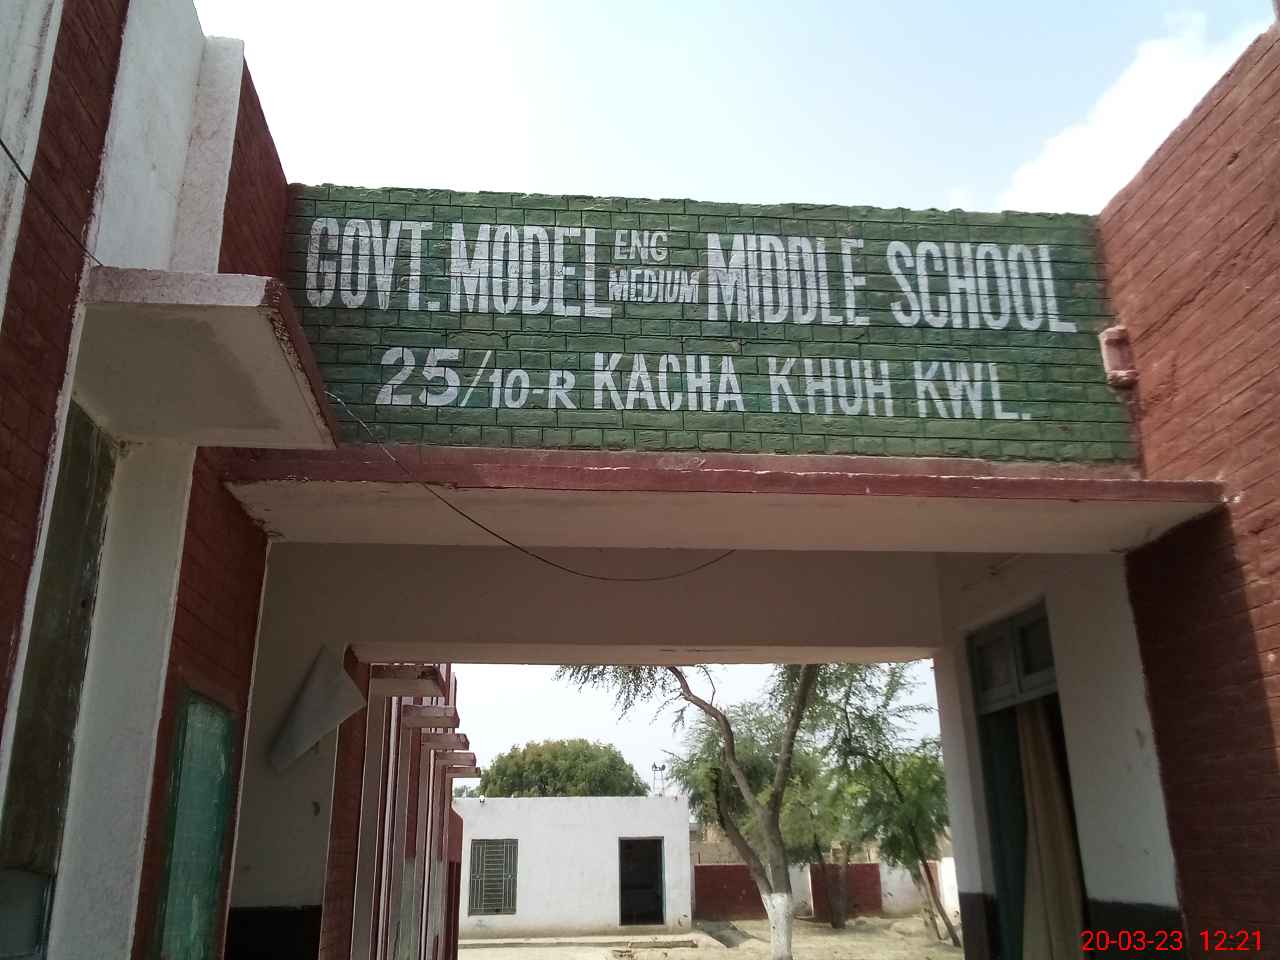 GOVT. MODEL ENG MEDIUM MIDDLE SCHOOL
25/10-R KACHA KHUH KWL.
20-03-23 12:21